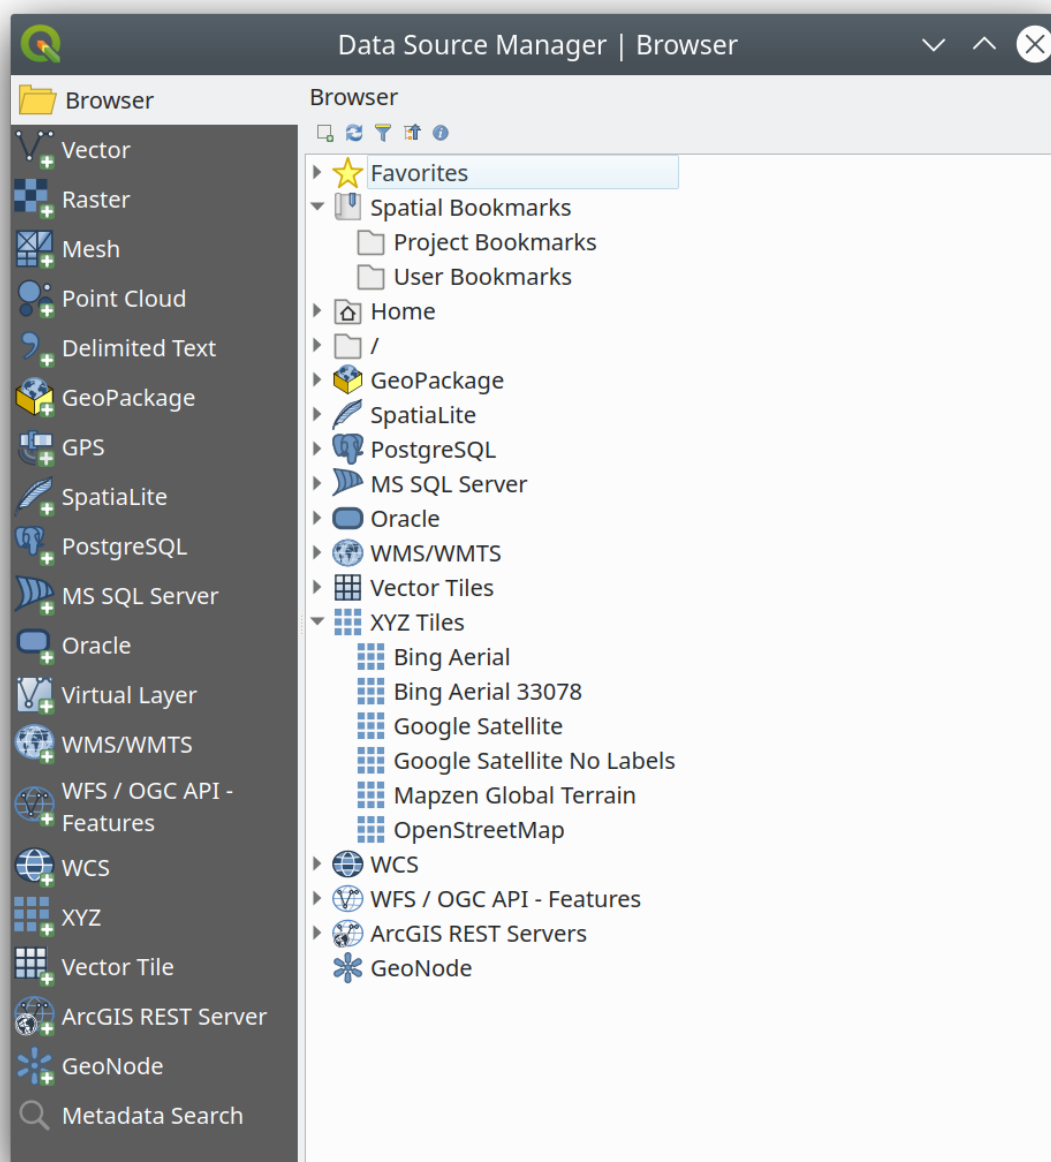 Data Source Manager | Browser
Browser
Vector
Raster
Mesh
Point Cloud
Delimited Text
GeoPackage
GPS
SpatiaLite
PostgreSQL
MS SQL Server
Oracle
Virtual Layer
WMS/WMTS
WFS / OGC API -
Features
WCS
XYZ
Vector Tile
ArcGIS REST Server
GeoNode
Metadata Search
Browser
Favorites
Spatial Bookmarks
Project Bookmarks
User Bookmarks
Home
/
GeoPackage
SpatiaLite
PostgreSQL
MS SQL Server
Oracle
WMS/WMTS
Vector Tiles
XYZ Tiles
Bing Aerial
Bing Aerial 33078
Google Satellite
Google Satellite No Labels
Mapzen Global Terrain
OpenStreetMap
WCS
WFS / OGC API - Features
ArcGIS REST Servers
GeoNode